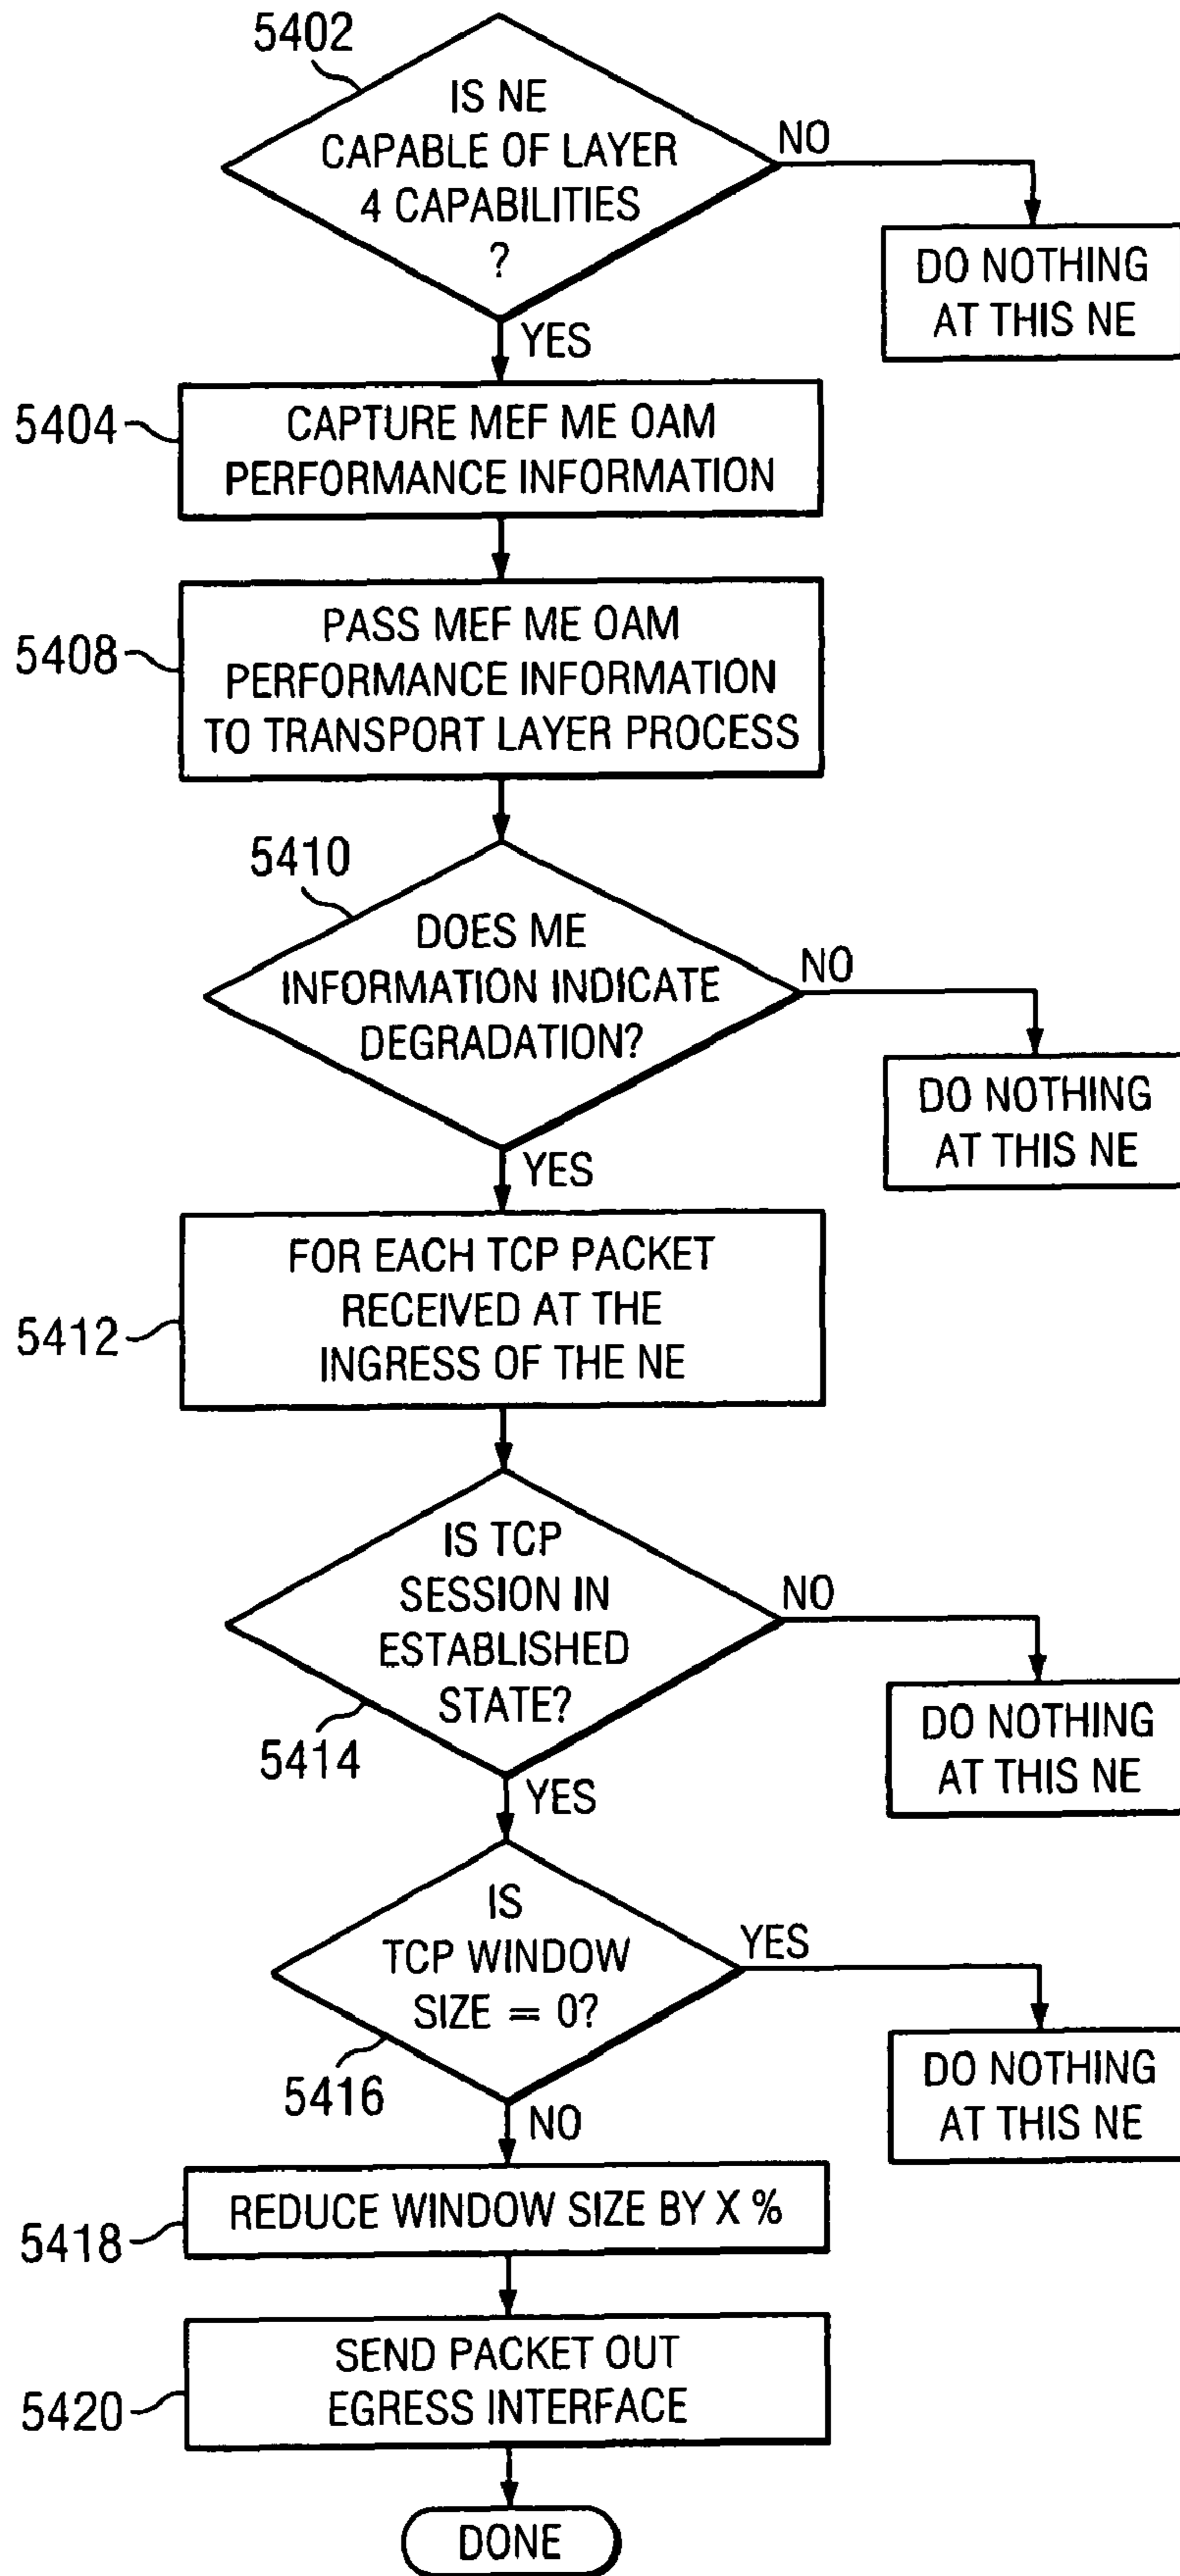 5402
IS NE
CAPABLE OF LAYER
4 CAPABILITIES
?
NO
DO NOTHING
AT THIS NE
YES
5404
CAPTURE MEF ME OAM
PERFORMANCE INFORMATION
5408
PASS MEF ME OAM
PERFORMANCE INFORMATION
TO TRANSPORT LAYER PROCESS
5410
DOES ME
INFORMATION INDICATE
DEGRADATION?
NO
DO NOTHING
AT THIS NE
YES
5412
FOR EACH TCP PACKET
RECEIVED AT THE
INGRESS OF THE NE
IS TCP
SESSION IN
ESTABLISHED
STATE?
5414
NO
DO NOTHING
AT THIS NE
YES
IS
TCP WINDOW
SIZE = 0?
5416
YES
DO NOTHING
AT THIS NE
NO
5418
REDUCE WINDOW SIZE BY X %
5420
SEND PACKET OUT
EGRESS INTERFACE
DONE